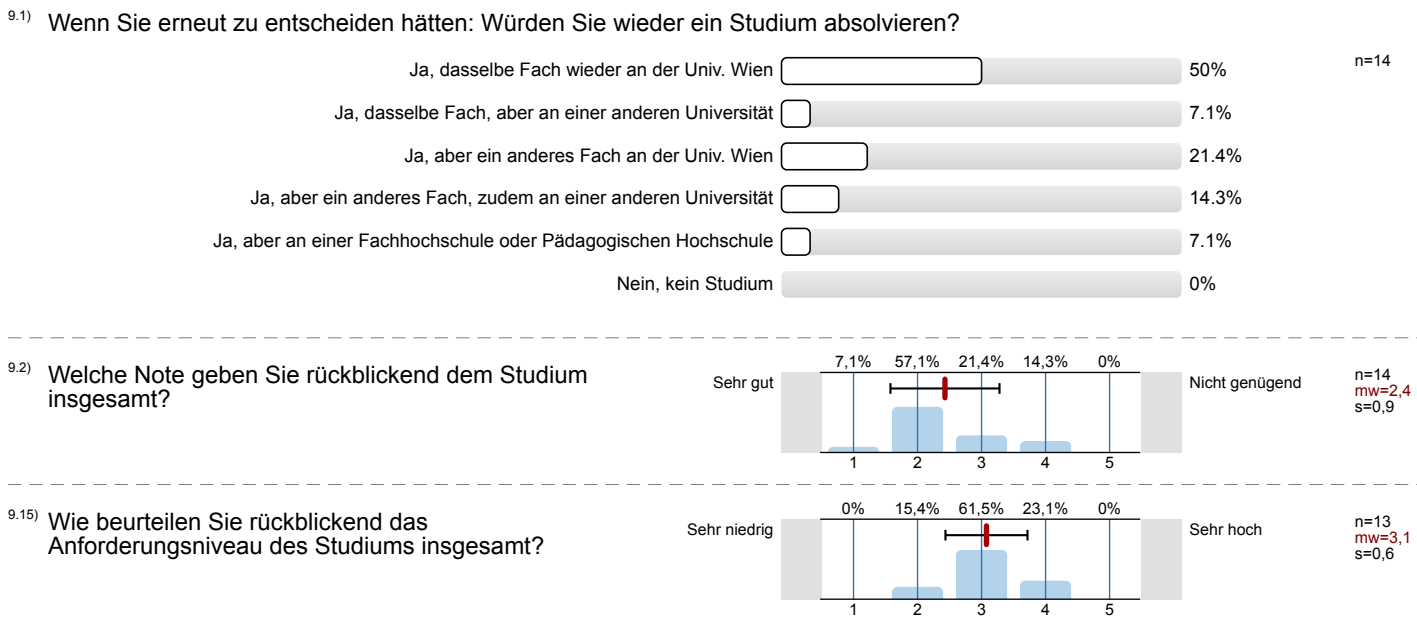 9.1) Wenn Sie erneut zu entscheiden hätten: Würden Sie wieder ein Studium absolvieren?
Ja, dasselbe Fach wieder an der Univ. Wien 50% n=14
Ja, dasselbe Fach, aber an einer anderen Universität 7.1%
Ja, aber ein anderes Fach an der Univ. Wien 21.4%
Ja, aber ein anderes Fach, zudem an einer anderen Universität 14.3%
Ja, aber an einer Fachhochschule oder Pädagogischen Hochschule 7.1%
Nein, kein Studium 0%
9.2) Welche Note geben Sie rückblickend dem Studium
insgesamt?
Sehr gut
7,1% 57,1% 21,4% 14,3% 0%
1 2 3 4 5
Nicht genügend
n=14
mw=2,4
s=0,9
9.15) Wie beurteilen Sie rückblickend das
Anforderungsniveau des Studiums insgesamt?
Sehr niedrig
0% 15,4% 61,5% 23,1% 0%
1 2 3 4 5
Sehr hoch
n=13
mw=3,1
s=0,6